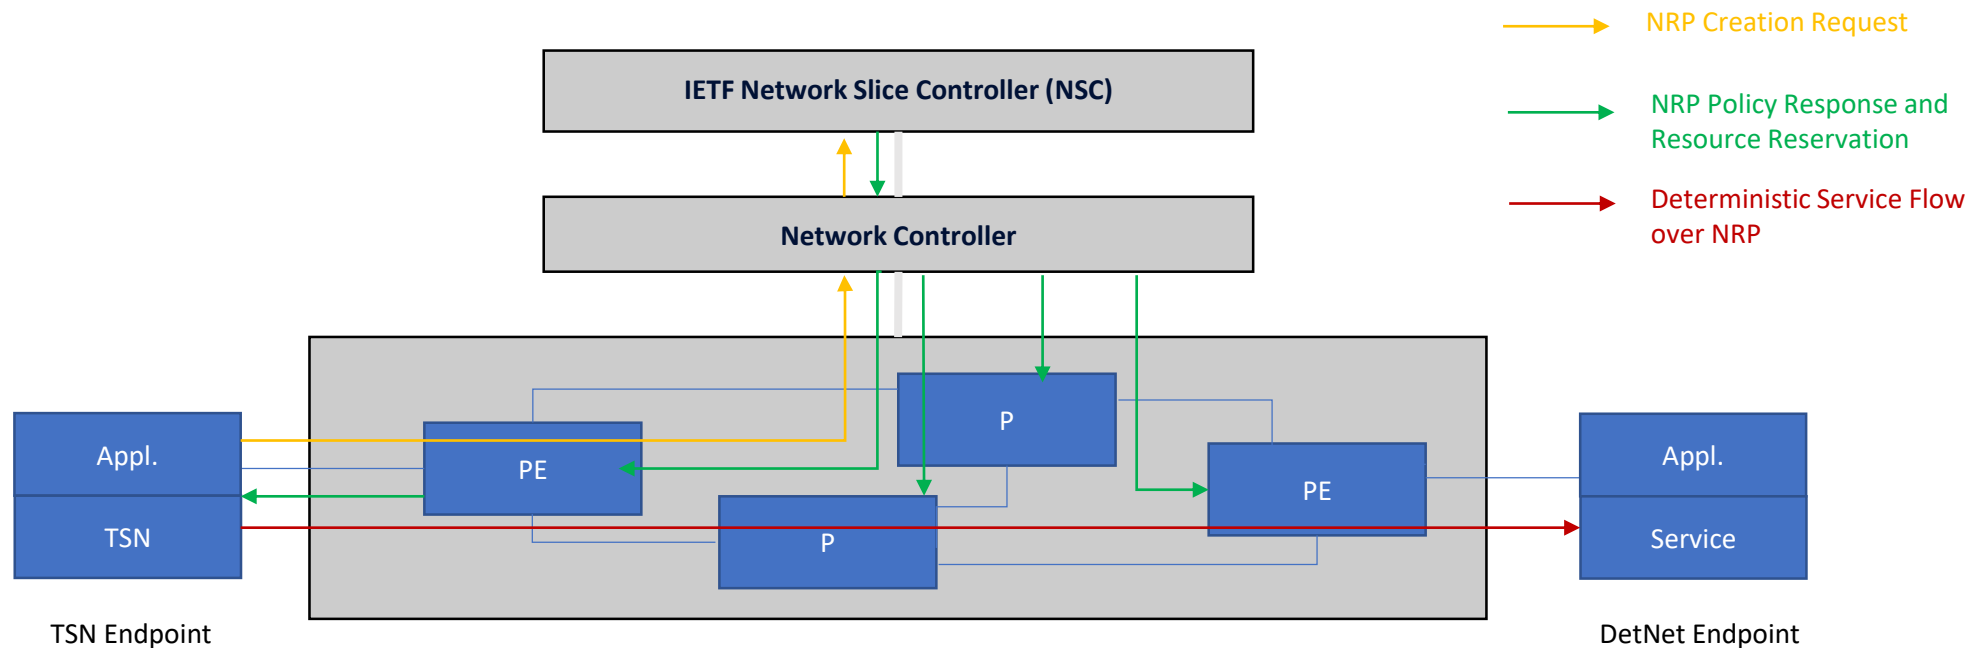 NRP Creation Request
IETF Network Slice Controller (NSC)
NRP Policy Response and
Resource Reservation
Deterministic Service Flow
over NRP
Network Controller
P
Appl.
PE
Appl.
PE
TSN
P
Service
TSN Endpoint
DetNet Endpoint